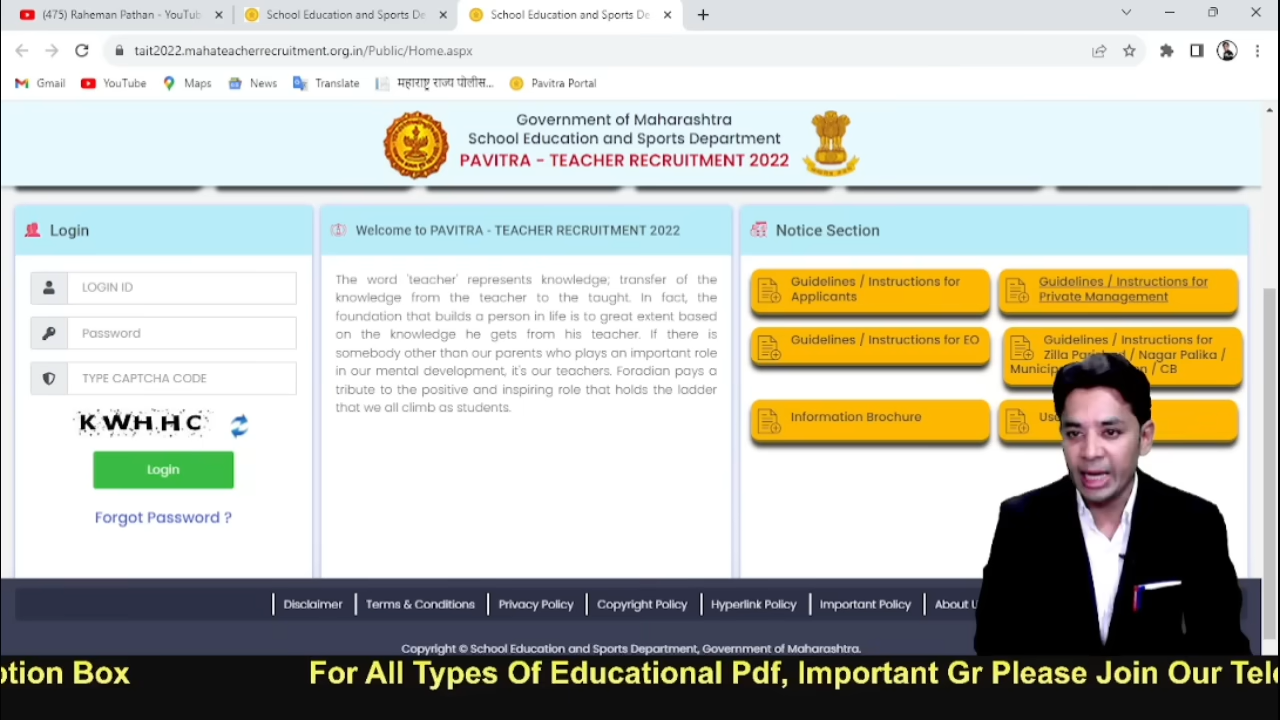 (475) Raheman Pathan - YouTub
School Education and Sports De
School Education and Sports De
tait2022.mahateacherrecruitment.org.in/Public/Home.aspx
Gmail
YouTube
Maps
News
Translate
महाराष्ट्र राज्य पोलीस...
Pavitra Portal
Government of Maharashtra
School Education and Sports Department
PAVITRA - TEACHER RECRUITMENT 2022
Login
LOGIN ID
Password
TYPE CAPTCHA CODE
KWHHC
Login
Forgot Password ?
Welcome to PAVITRA - TEACHER RECRUITMENT 2022
The word 'teacher' represents knowledge; transfer of the
knowledge from the teacher to the taught. In fact, the
foundation that builds a person in life is to great extent based
on the knowledge he gets from his teacher. If there is
somebody other than our parents who plays an important role
in our mental development, it's our teachers. Foradian pays a
tribute to the positive and inspiring role that holds the ladder
that we all climb as students.
Notice Section
Guidelines / Instructions for
Applicants
Guidelines / Instructions for
Private Management
Guidelines / Instructions for EO
Guidelines / Instructions for
Zilla / Nagar Palika /
/ CB
Information Brochure
Disclaimer
Terms & Conditions
Privacy Policy
Copyright Policy
Hyperlink Policy
Important Policy
About U
Copyright © School Education and Sports Department, Government of Maharashtra.
ption Box
For All Types Of Educational Pdf, Important Gr Please Join Our Tele